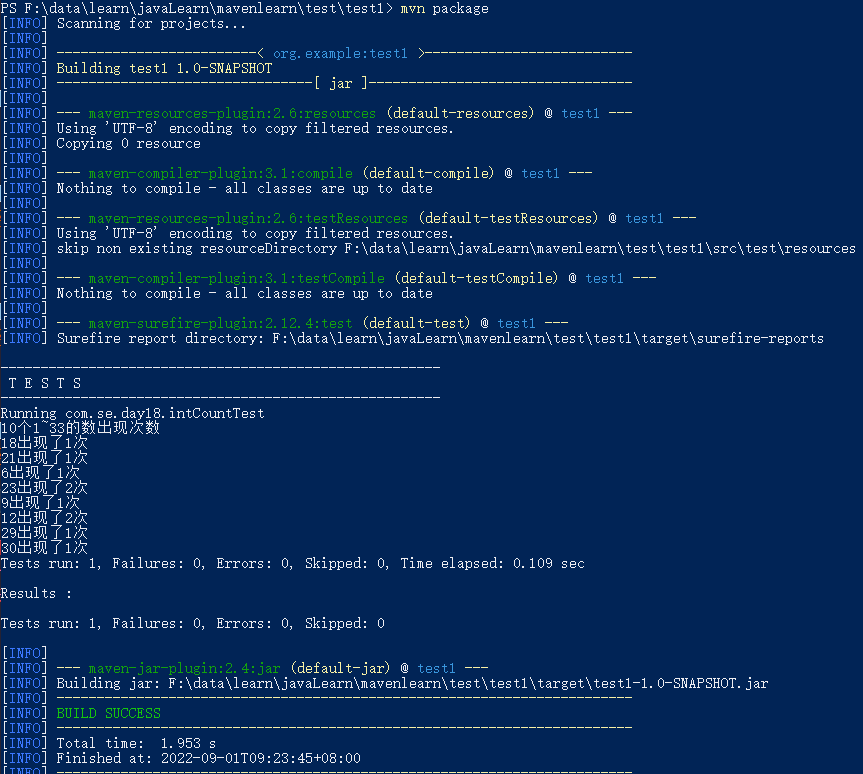 PS F:\data\learn\javaLearn\mavenlearn\test\test1> mvn package
[INFO] Scanning for projects...
[INFO]
[INFO] -------------------------< org.example:test1 >--------------------------
[INFO] Building test1 1.0-SNAPSHOT
[INFO] --------------------------------[ jar ]---------------------------------
[INFO]
[INFO] --- maven-resources-plugin:2.6:resources (default-resources) @ test1 ---
[INFO] Using 'UTF-8' encoding to copy filtered resources.
[INFO] Copying 0 resource
[INFO]
[INFO] --- maven-compiler-plugin:3.1:compile (default-compile) @ test1 ---
[INFO] Nothing to compile - all classes are up to date
[INFO]
[INFO] --- maven-resources-plugin:2.6:testResources (default-testResources) @ test1 ---
[INFO] Using 'UTF-8' encoding to copy filtered resources.
[INFO] skip non existing resourceDirectory F:\data\learn\javaLearn\mavenlearn\test\test1\src\test\resources
[INFO]
[INFO] --- maven-compiler-plugin:3.1:testCompile (default-testCompile) @ test1 ---
[INFO] Nothing to compile - all classes are up to date
[INFO]
[INFO] --- maven-surefire-plugin:2.12.4:test (default-test) @ test1 ---
[INFO] Surefire report directory: F:\data\learn\javaLearn\mavenlearn\test\test1\target\surefire-reports
-------------------------------------------------------
T E S T S
-------------------------------------------------------
Running com.se.day18.intCountTest
10个1~33的数出现次数
18出现了1次
21出现了1次
6出现了1次
23出现了2次
9出现了1次
12出现了2次
29出现了1次
30出现了1次
Tests run: 1, Failures: 0, Errors: 0, Skipped: 0, Time elapsed: 0.109 sec
Results :
Tests run: 1, Failures: 0, Errors: 0, Skipped: 0
[INFO]
[INFO] --- maven-jar-plugin:2.4:jar (default-jar) @ test1 ---
[INFO] Building jar: F:\data\learn\javaLearn\mavenlearn\test\test1\target\test1-1.0-SNAPSHOT.jar
[INFO] ------------------------------------------------------------------------
[INFO] BUILD SUCCESS
[INFO] ------------------------------------------------------------------------
[INFO] Total time:  1.953 s
[INFO] Finished at: 2022-09-01T09:23:45+08:00
[INFO] ------------------------------------------------------------------------